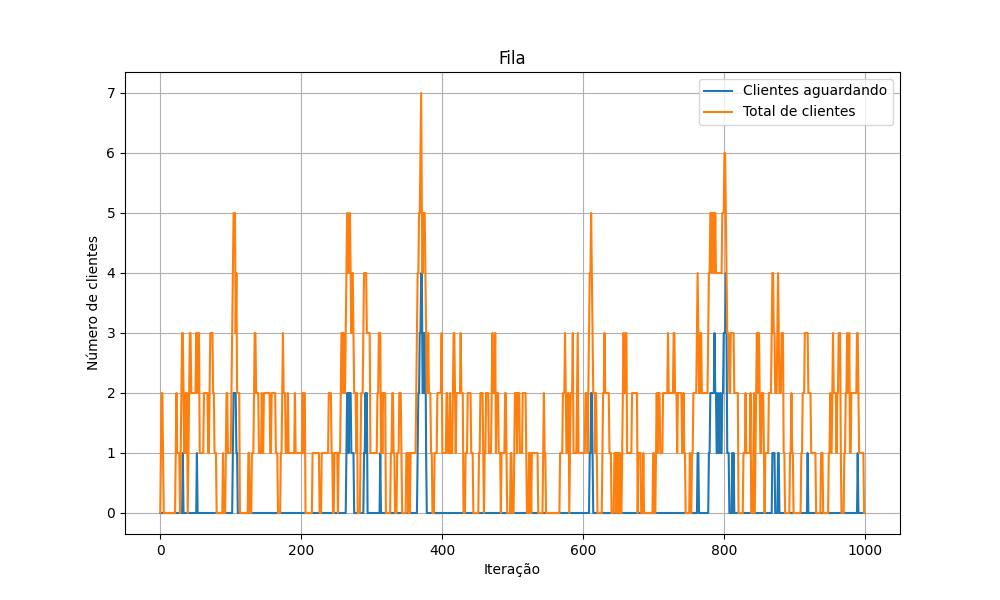 Fila
Clientes aguardando
Total de clientes
Número de clientes
7
6
5
4
3
2
1
0
0 200 400 600 800 1000
Iteração